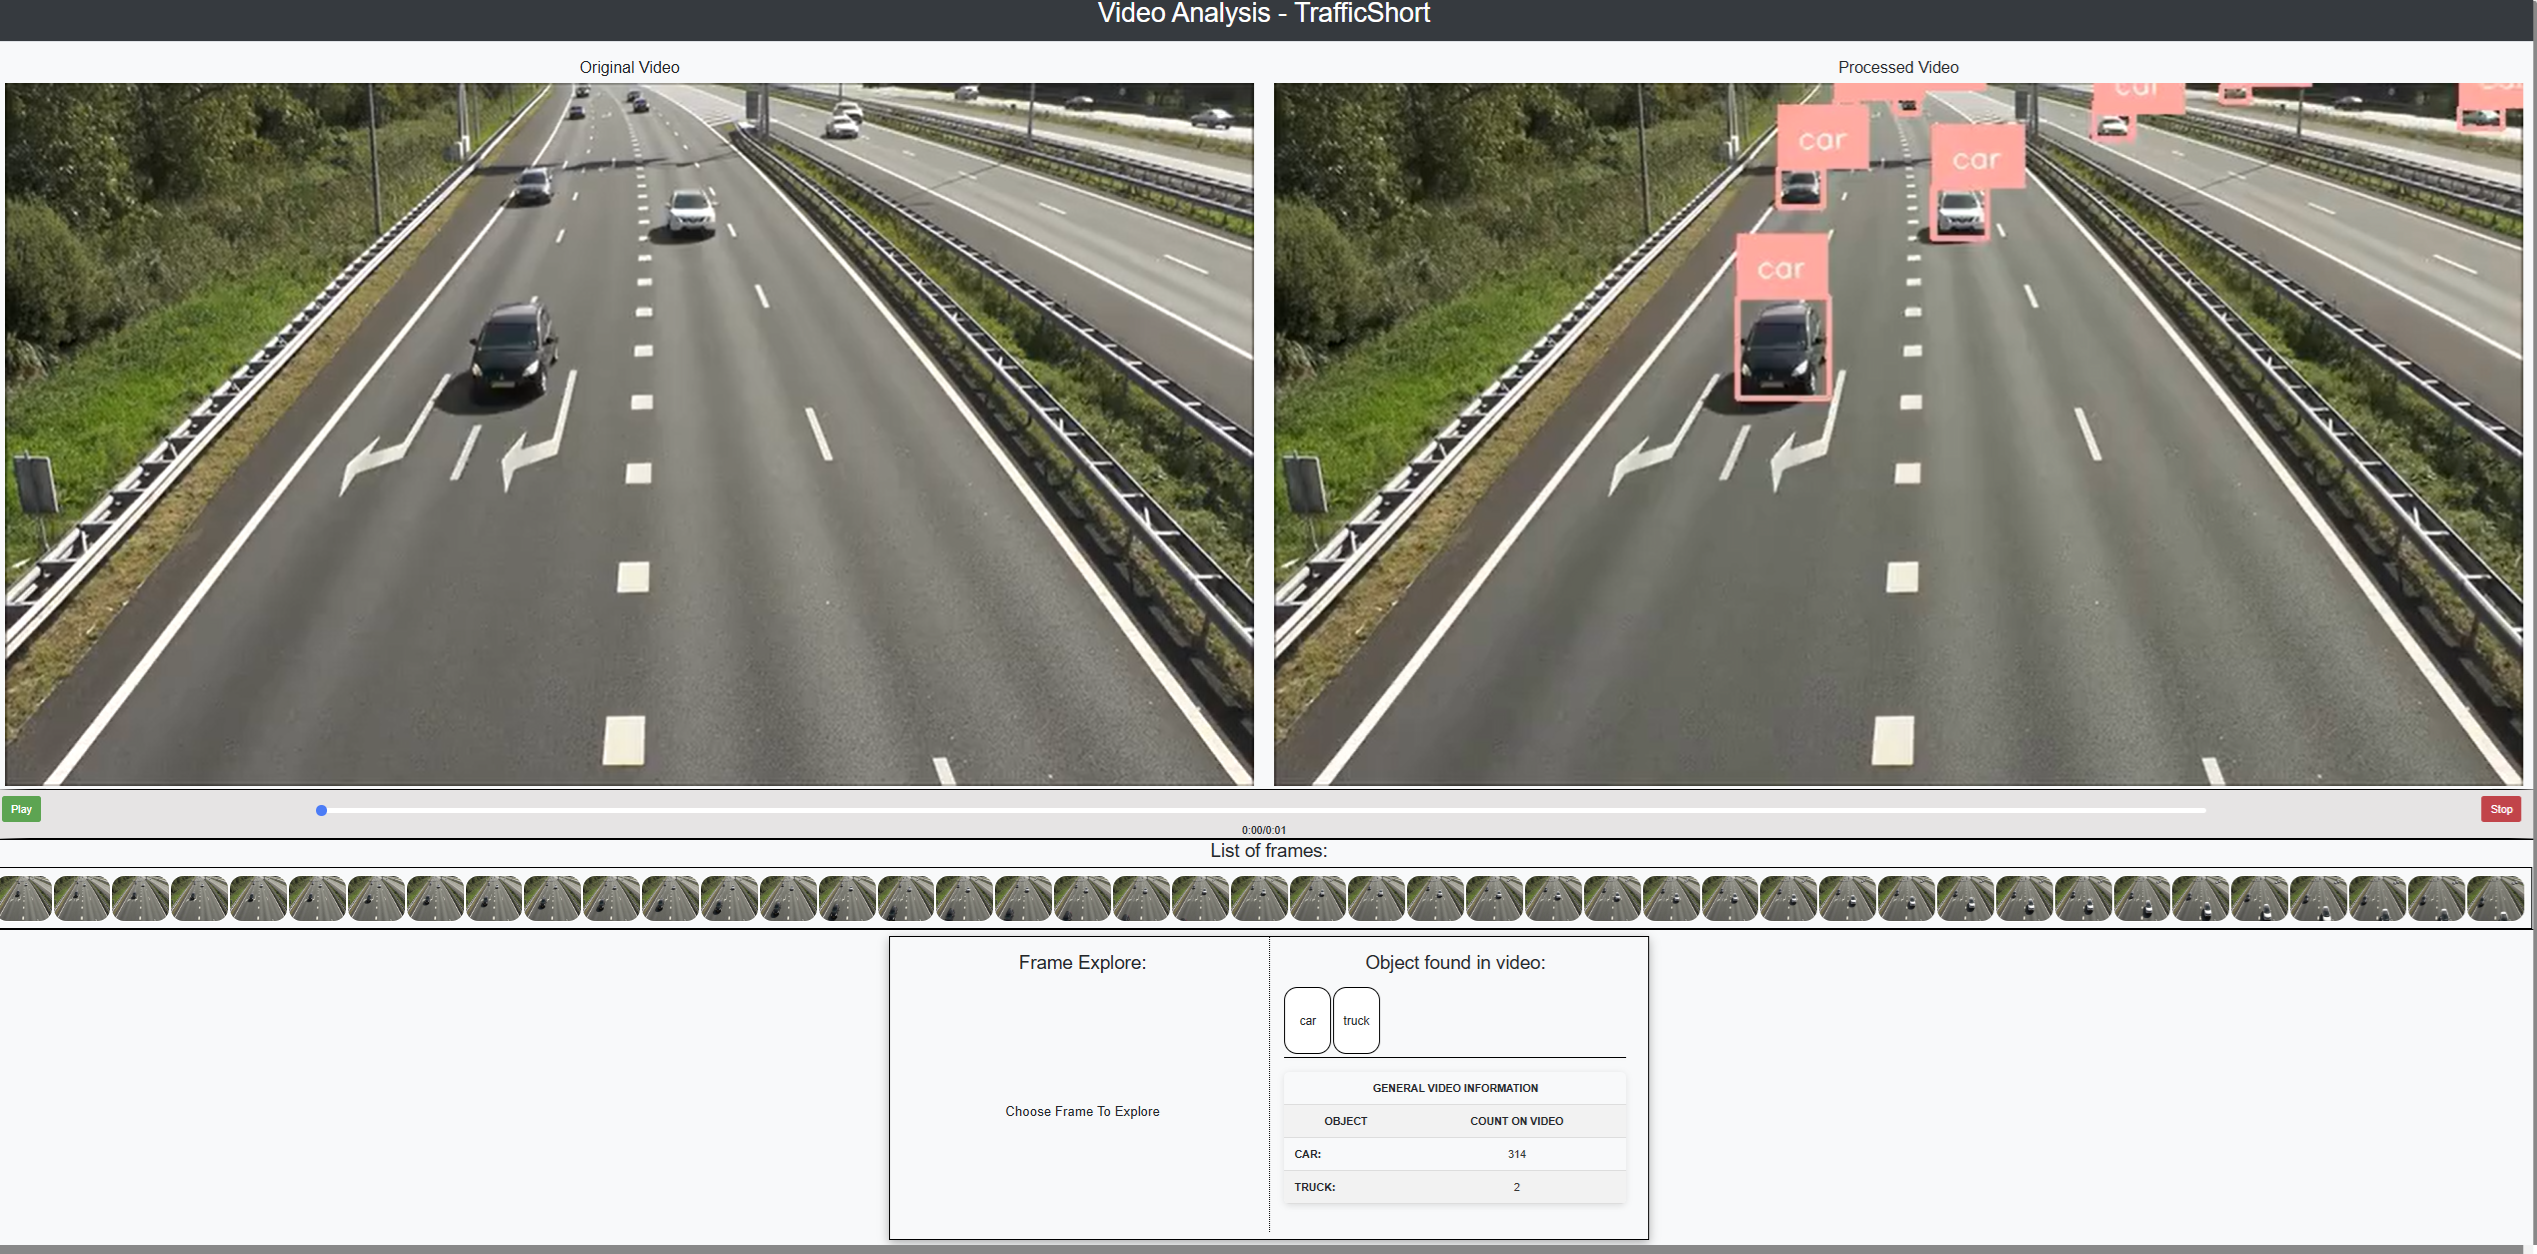 Video Analysis - TrafficShort
Original Video
Processed Video
car
car
car
car
Play
0:00/0:01
Stop
List of frames:
Frame Explore:
Choose Frame To Explore
Object found in video:
car
truck
GENERAL VIDEO INFORMATION
OBJECT COUNT ON VIDEO
CAR: 314
TRUCK: 2